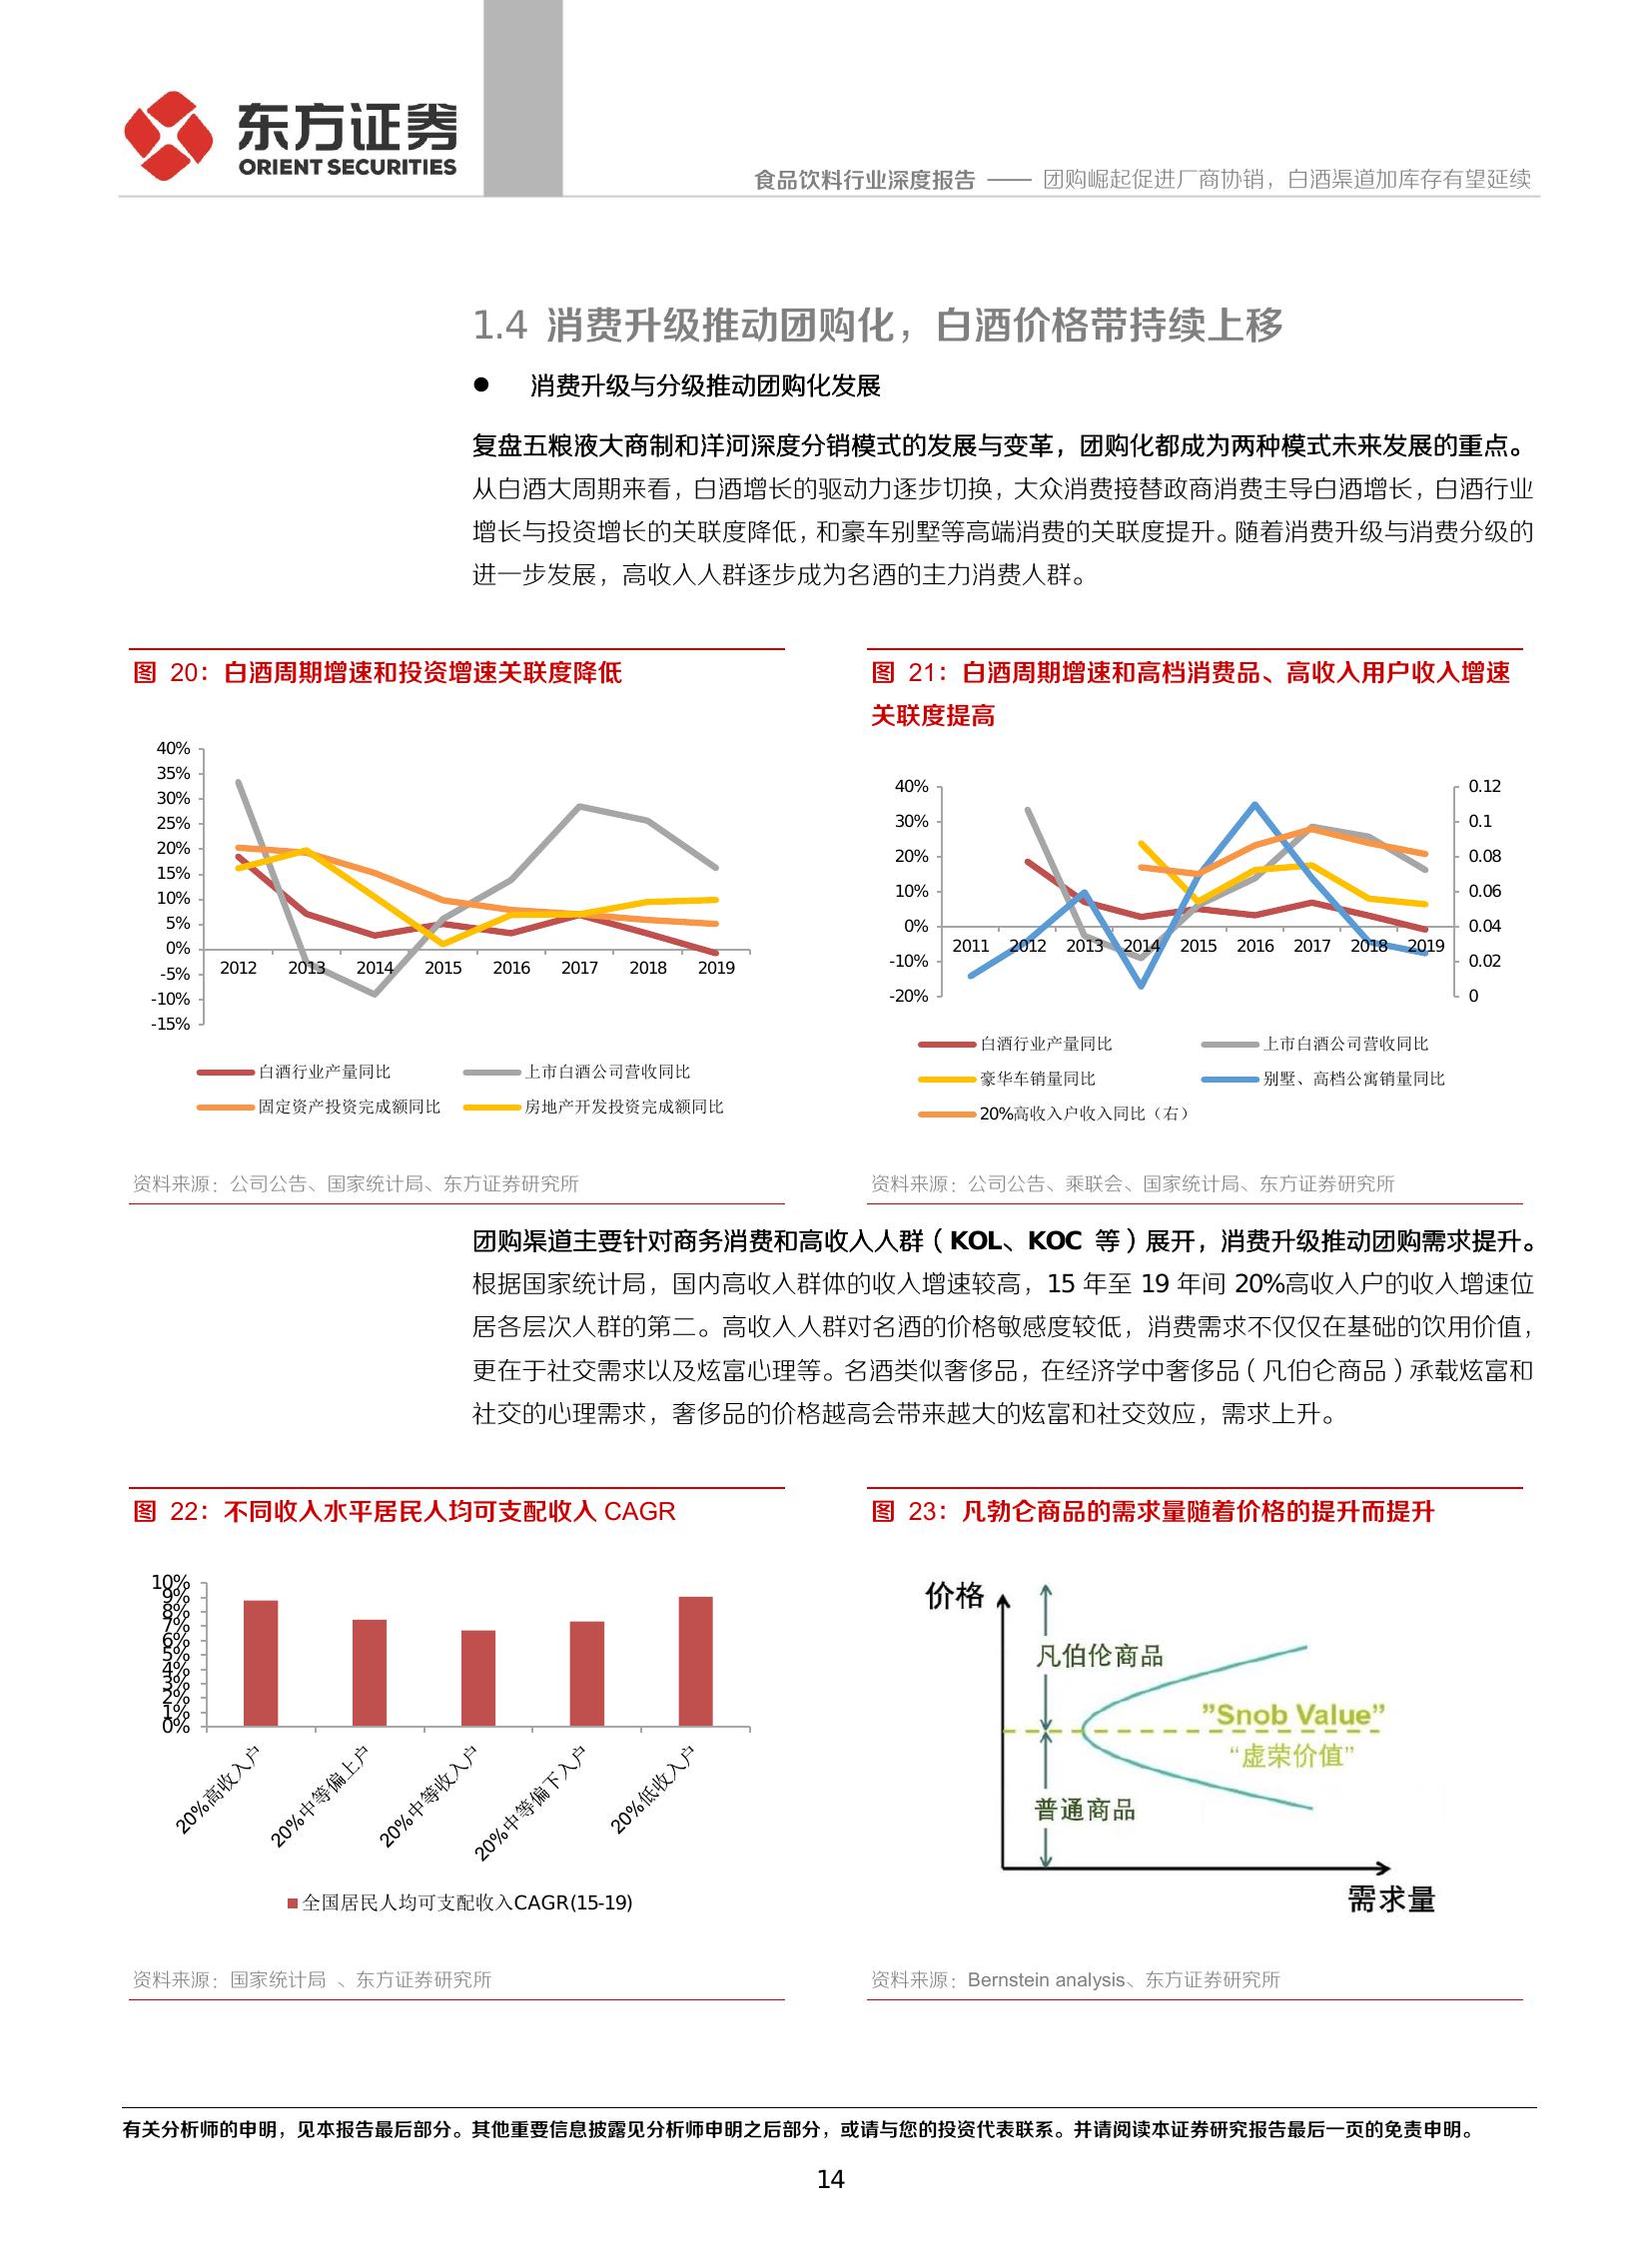 东方证券
ORIENT SECURITIES
食品饮料行业深度报告 —— 团购崛起促进厂商协销，白酒渠道加库存有望延续
1.4 消费升级推动团购化，白酒价格带持续上移
● 消费升级与分级推动团购化发展
复盘五粮液大商制和洋河深度分销模式的发展与变革，团购化都成为两种模式未来发展的重点。
从白酒大周期来看，白酒增长的驱动力逐步切换，大众消费接替政商消费主导白酒增长，白酒行业
增长与投资增长的关联度降低，和豪车别墅等高端消费的关联度提升。随着消费升级与消费分级的
进一步发展，高收入人群逐步成为名酒的主力消费人群。
图 20：白酒周期增速和投资增速关联度降低
40%
35%
30%
25%
20%
15%
10%
5%
0%
-5%
-10%
-15%
2012 2013 2014 2015 2016 2017 2018 2019
白酒行业产量同比 上市白酒公司营收同比
固定资产投资完成额同比 房地产开发投资完成额同比
资料来源：公司公告、国家统计局、东方证券研究所
图 21：白酒周期增速和高档消费品、高收入用户收入增速
关联度提高
40%
30%
20%
10%
0%
-10%
-20%
0.12
0.1
0.08
0.06
0.04
0.02
0
2011 2012 2013 2014 2015 2016 2017 2018 2019
白酒行业产量同比 上市白酒公司营收同比
豪华车销量同比 别墅、高档公寓销量同比
20%高收入户收入同比（右）
资料来源：公司公告、乘联会、国家统计局、东方证券研究所
团购渠道主要针对商务消费和高收入人群（KOL、KOC 等）展开，消费升级推动团购需求提升。
根据国家统计局，国内高收入群体的收入增速较高，15 年至 19 年间 20%高收入户的收入增速位
居各层次人群的第二。高收入人群对名酒的价格敏感度较低，消费需求不仅仅在基础的饮用价值，
更在于社交需求以及炫富心理等。名酒类似奢侈品，在经济学中奢侈品（凡伯仑商品）承载炫富和
社交的心理需求，奢侈品的价格越高会带来越大的炫富和社交效应，需求上升。
图 22：不同收入水平居民人均可支配收入 CAGR
10%
9%
8%
7%
6%
5%
4%
3%
2%
1%
0%
20%高收入户
20%中等偏上户
20%中等收入户
20%中等偏下入户
20%低收入户
全国居民人均可支配收入CAGR(15-19)
资料来源：国家统计局 、东方证券研究所
图 23：凡勃仑商品的需求量随着价格的提升而提升
价格
凡伯伦商品
”Snob Value”
“虚荣价值”
普通商品
需求量
资料来源：Bernstein analysis、东方证券研究所
有关分析师的申明，见本报告最后部分。其他重要信息披露见分析师申明之后部分，或请与您的投资代表联系。并请阅读本证券研究报告最后一页的免责申明。
14